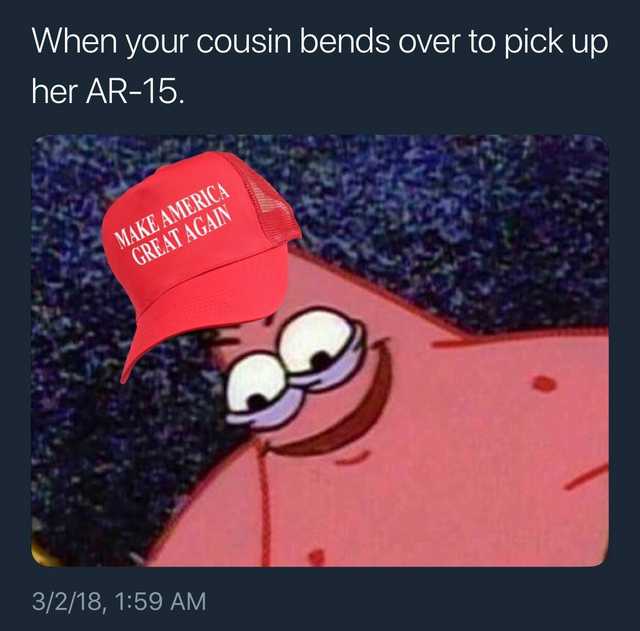 When your cousin bends over to pick up
her AR-15.
MAKE AMERICA
GREAT AGAIN
3/2/18, 1:59 AM